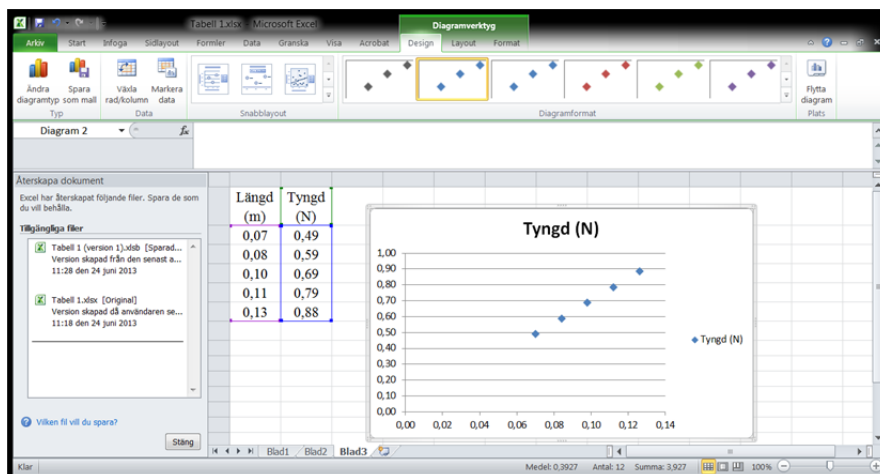 Tabell 1.xlsx - Microsoft Excel
Diagramverktyg
Arkiv Start Infoga Sidlayout Formler Data Granska Visa Acrobat Design Layout Format
Ändra diagramtyp
Spara som mall
Växla rad/kolumn
Markera data
Flytta diagram
Typ Data Snabblayout Diagramformat Plats
Diagram 2 fx
Återskapa dokument
Excel har återskapat följande filer. Spara de som
du vill behålla.
Tillgängliga filer
Tabell 1 (version 1).xlsb [Sparad...
Version skapad från den senast a...
11:28 den 24 juni 2013
Tabell 1.xlsx [Original]
Version skapad då användaren se...
11:18 den 24 juni 2013
Vilken fil vill du spara?
Stäng
Längd Tyngd
(m) (N)
0,07 0,49
0,08 0,59
0,10 0,69
0,11 0,79
0,13 0,88
Tyngd (N)
1,00
0,90
0,80
0,70
0,60
0,50
0,40
0,30
0,20
0,10
0,00
0,00 0,02 0,04 0,06 0,08 0,10 0,12 0,14
Tyngd (N)
Blad1 Blad2 Blad3
Klar Medel: 0,3927 Antal: 12 Summa: 3,927 100%